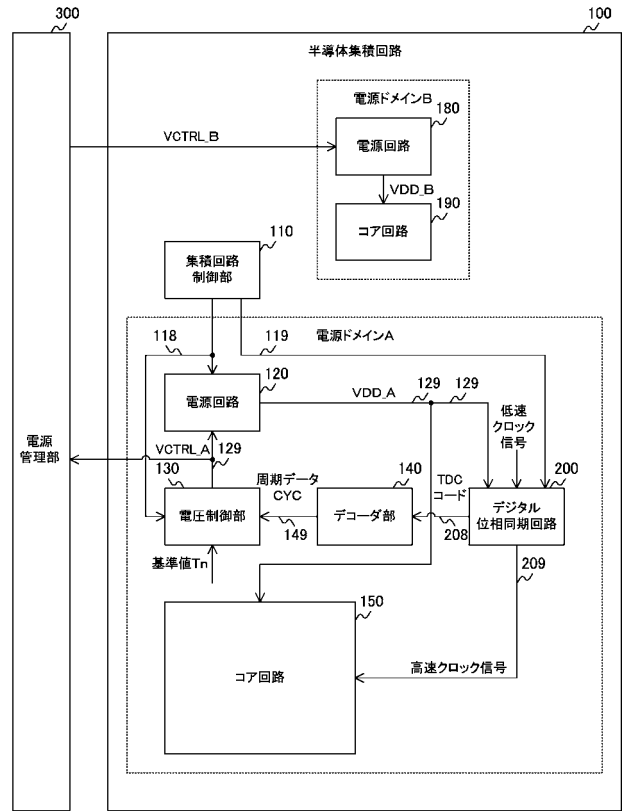 300
100
半導体集積回路
電源ドメインB
180
VCTRL_B
電源回路
VDD_B
190
コア回路
110
集積回路
制御部
118
119
電源ドメインA
120
電源回路
VDD_A
129
129
低速
クロック
信号
電源
管理部
VCTRL_A
129
130
周期データ
CYC
140
TDC
コード
200
電圧制御部
149
デコーダ部
208
デジタル
位相同期回路
209
基準値Tn
150
コア回路
高速クロック信号